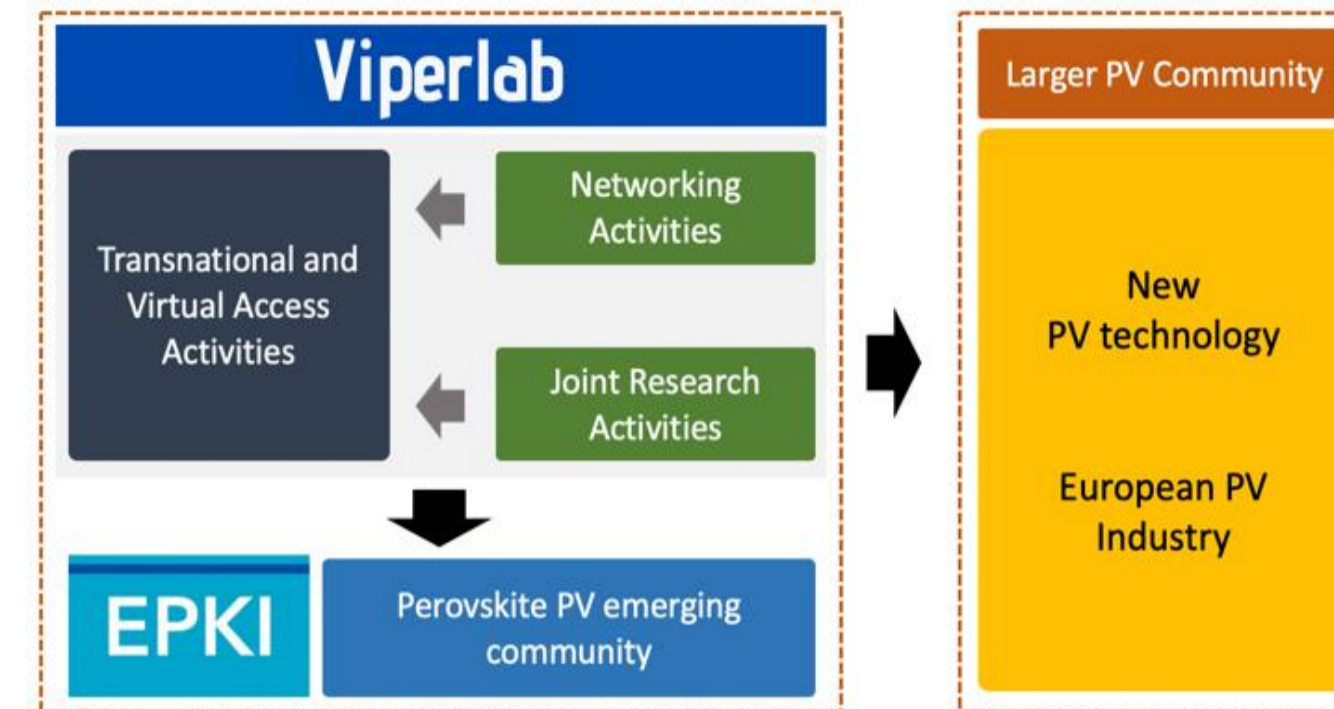 Viperlab
Transnational and
Virtual Access
Activities
Networking
Activities
Joint Research
Activities
EPKI
Perovskite PV emerging
community
Larger PV Community
New
PV technology
European PV
Industry